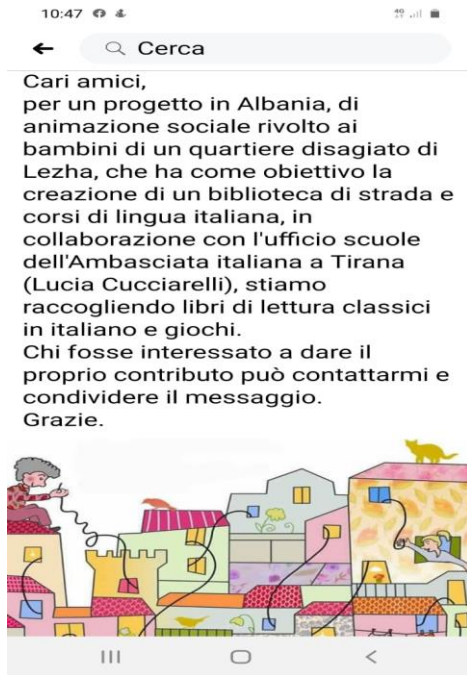 10:47
4G
Cerca
Cari amici,
per un progetto in Albania, di
animazione sociale rivolto ai
bambini di un quartiere disagiato di
Lezha, che ha come obiettivo la
creazione di un biblioteca di strada e
corsi di lingua italiana, in
collaborazione con l'ufficio scuole
dell'Ambasciata italiana a Tirana
(Lucia Cucciarelli), stiamo
raccogliendo libri di lettura classici
in italiano e giochi.
Chi fosse interessato a dare il
proprio contributo può contattarmi e
condividere il messaggio.
Grazie.